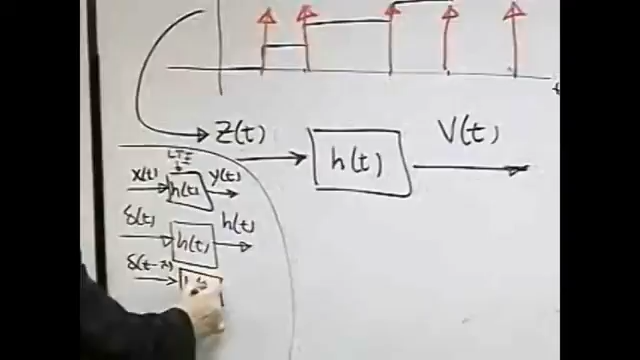 t
Z(t) h(t) V(t)
LTI
x(t) h(t) y(t)
δ(t) h(t) h(t)
δ(t-λ)